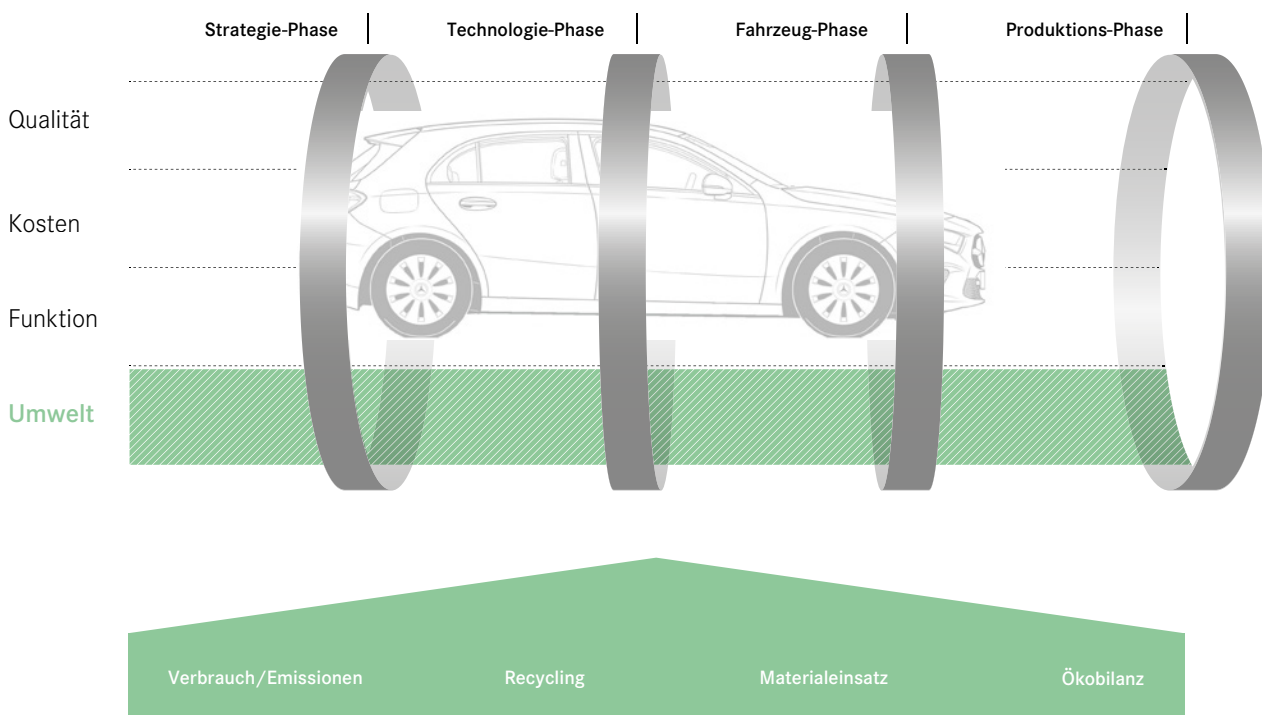 Strategie-Phase Technologie-Phase Fahrzeug-Phase Produktions-Phase
Qualität
Kosten
Funktion
Umwelt
Verbrauch/Emissionen Recycling Materialeinsatz Ökobilanz